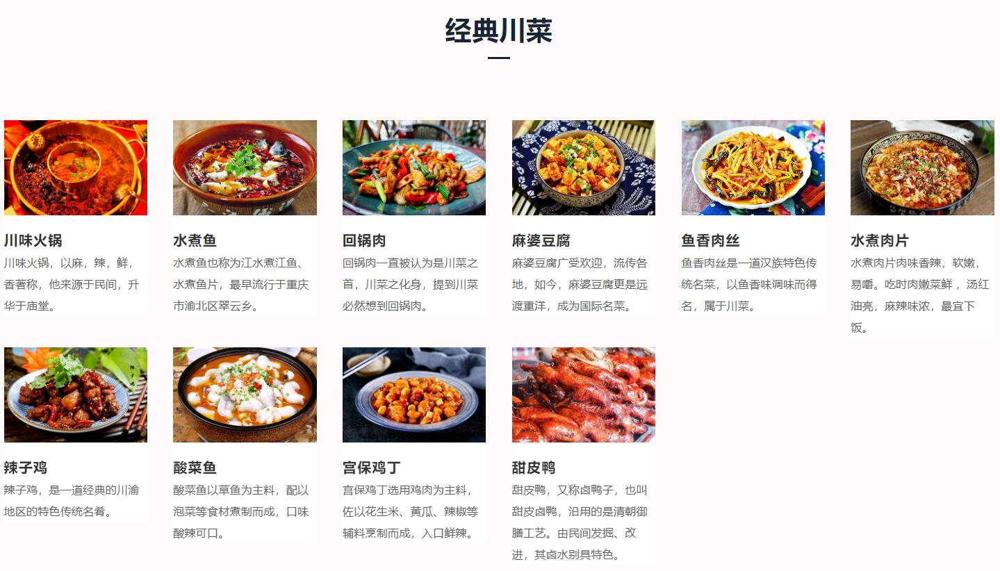 经典川菜
川味火锅
川味火锅，以麻，辣，鲜，
香著称，他来源于民间，升
华于庙堂。
水煮鱼
水煮鱼也称为江水煮江鱼、
水煮鱼片，最早流行于重庆
市渝北区翠云乡。
回锅肉
回锅肉一直被认为是川菜之
首，川菜之化身，提到川菜
必然想到回锅肉。
麻婆豆腐
麻婆豆腐广受欢迎，流传各
地，如今，麻婆豆腐更是远
渡重洋，成为国际名菜。
鱼香肉丝
鱼香肉丝是一道汉族特色传
统名菜，以鱼香味调味而得
名，属于川菜。
水煮肉片
水煮肉片肉味香辣，软嫩，
易嚼。吃时肉嫩菜鲜，汤红
油亮，麻辣味浓，最宜下
饭。
辣子鸡
辣子鸡，是一道经典的川渝
地区的特色传统名肴。
酸菜鱼
酸菜鱼以草鱼为主料，配以
泡菜等食材煮制而成，口味
酸辣可口。
宫保鸡丁
宫保鸡丁选用鸡肉为主料，
佐以花生米、黄瓜、辣椒等
辅料烹制而成，入口鲜辣。
甜皮鸭
甜皮鸭，又称卤鸭子，也叫
甜皮卤鸭，沿用的是清朝御
膳工艺。由民间发掘、改
进，其卤水别具特色。